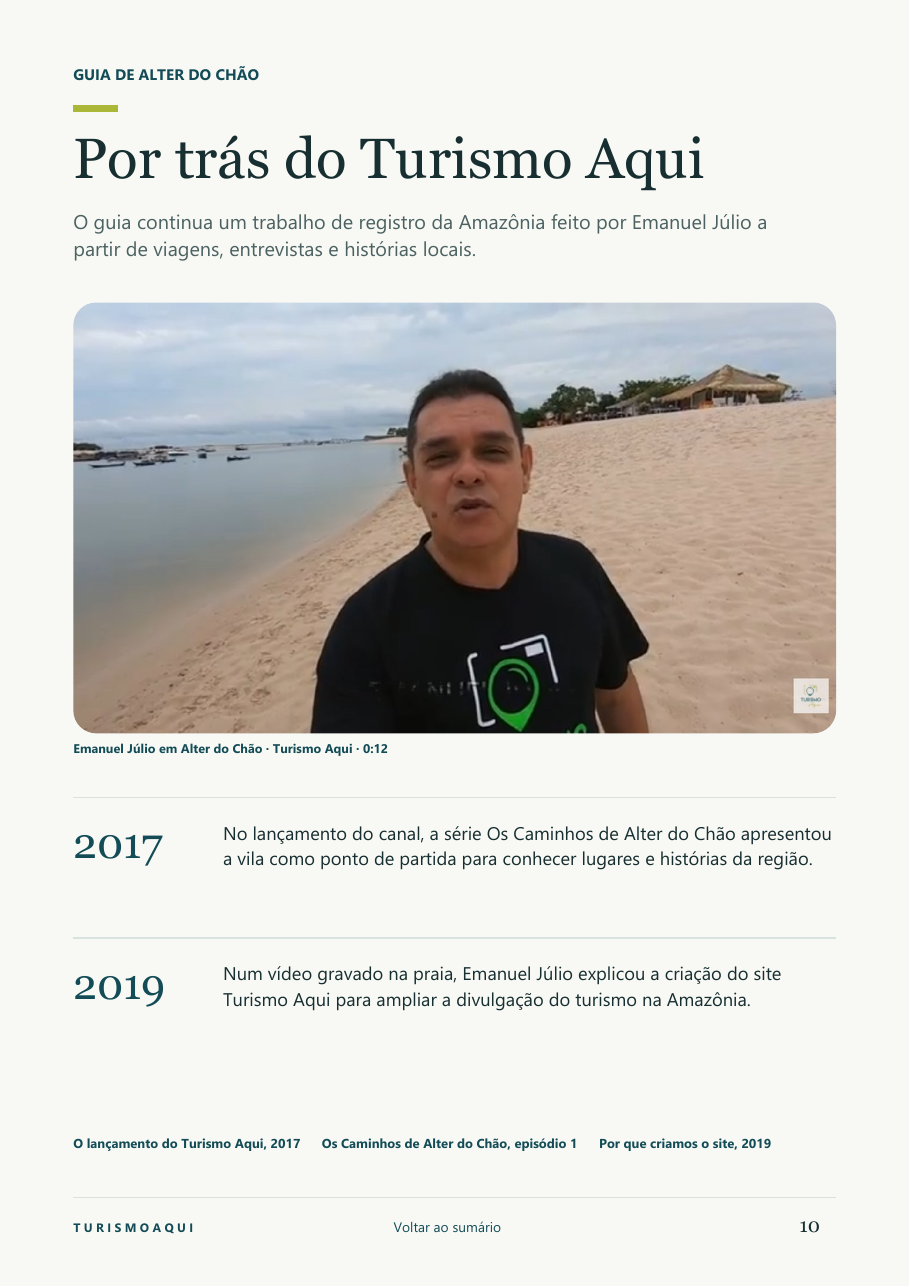 GUIA DE ALTER DO CHÃO
Por trás do Turismo Aqui
O guia continua um trabalho de registro da Amazônia feito por Emanuel Júlio a
partir de viagens, entrevistas e histórias locais.
TURISMO
Emanuel Júlio em Alter do Chão · Turismo Aqui · 0:12
2017
No lançamento do canal, a série Os Caminhos de Alter do Chão apresentou
a vila como ponto de partida para conhecer lugares e histórias da região.
2019
Num vídeo gravado na praia, Emanuel Júlio explicou a criação do site
Turismo Aqui para ampliar a divulgação do turismo na Amazônia.
O lançamento do Turismo Aqui, 2017 Os Caminhos de Alter do Chão, episódio 1 Por que criamos o site, 2019
TURISMOAQUI Voltar ao sumário 10